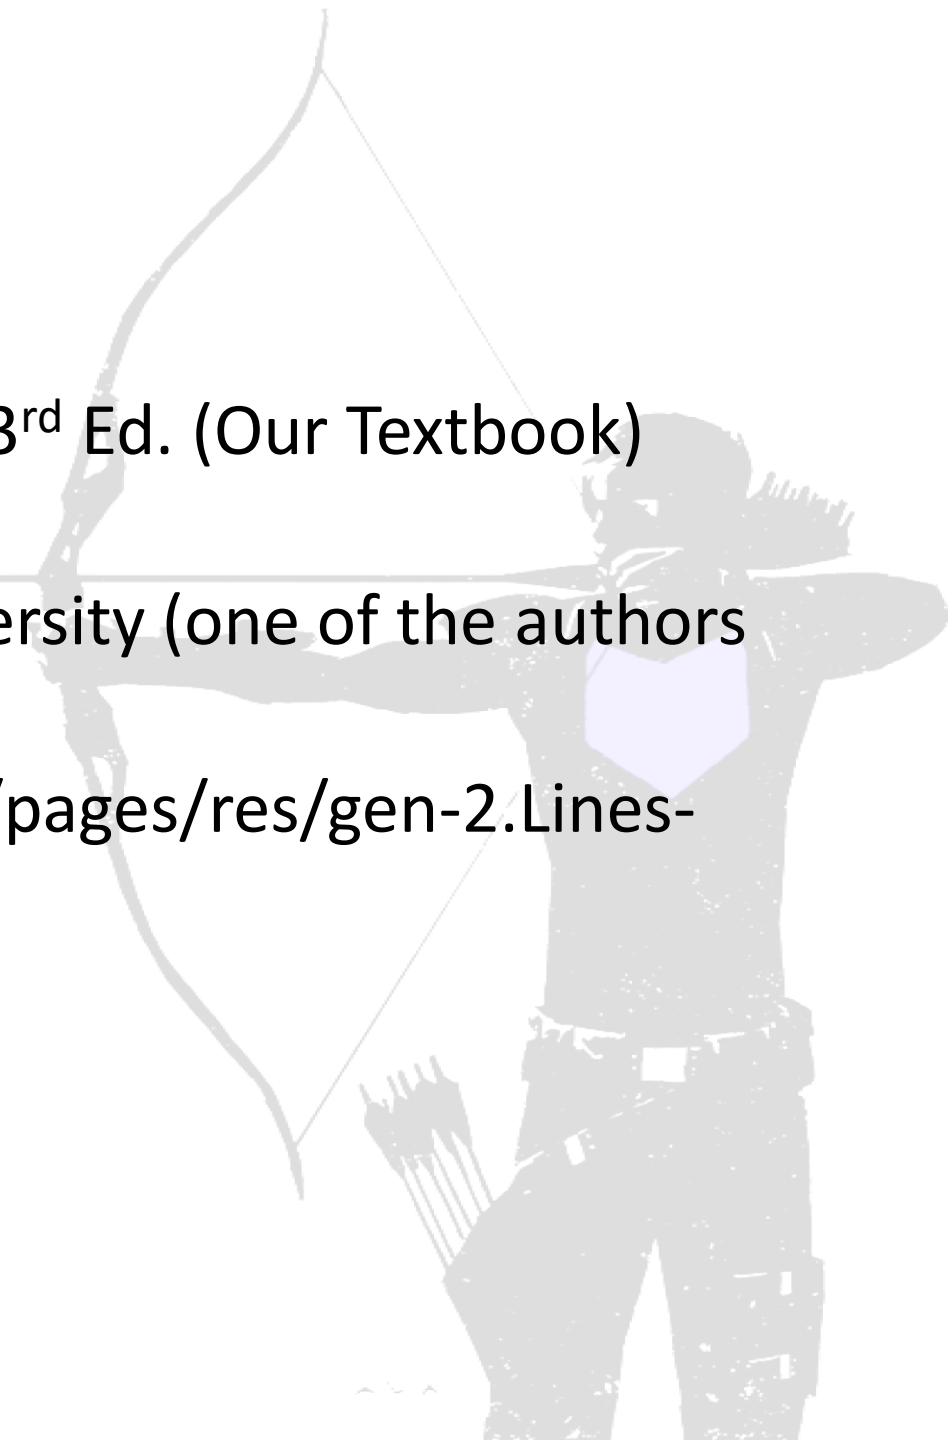 3rd Ed. (Our Textbook)
ersity (one of the authors
/pages/res/gen-2.Lines-